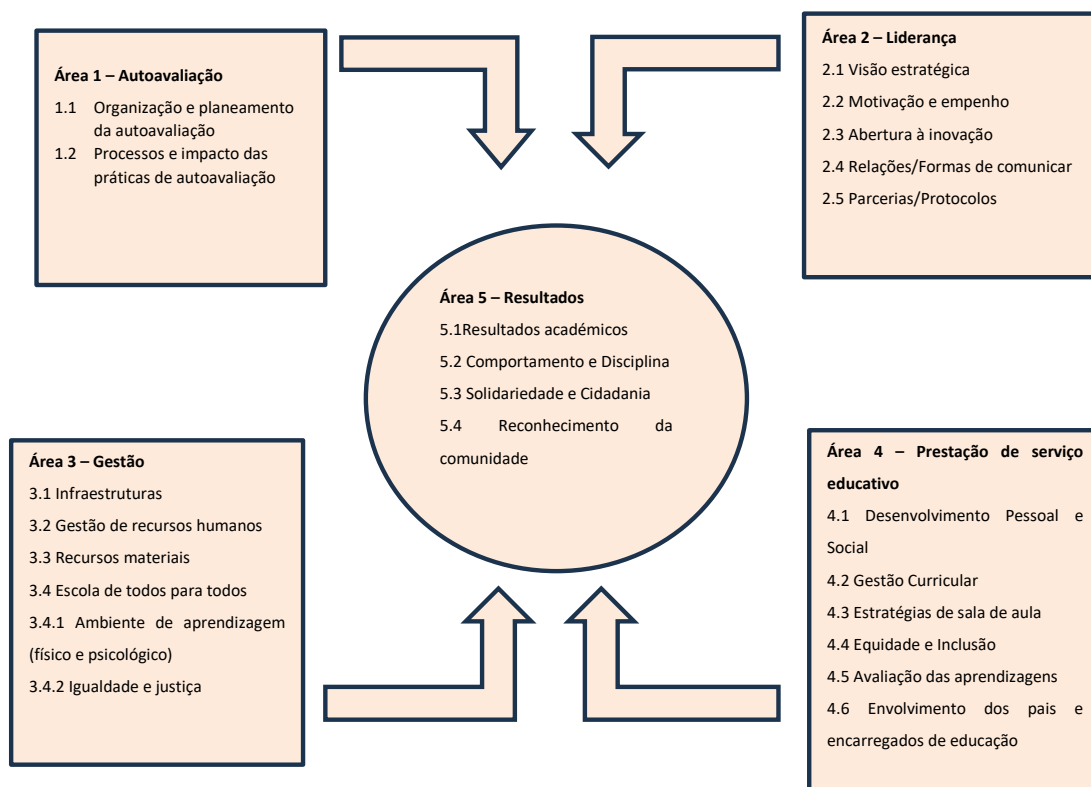 Área 1 – Autoavaliação
1.1 Organização e planeamento
da autoavaliação
1.2 Processos e impacto das
práticas de autoavaliação
Área 2 – Liderança
2.1 Visão estratégica
2.2 Motivação e empenho
2.3 Abertura à inovação
2.4 Relações/Formas de comunicar
2.5 Parcerias/Protocolos
Área 5 – Resultados
5.1Resultados académicos
5.2 Comportamento e Disciplina
5.3 Solidariedade e Cidadania
5.4 Reconhecimento da
comunidade
Área 3 – Gestão
3.1 Infraestruturas
3.2 Gestão de recursos humanos
3.3 Recursos materiais
3.4 Escola de todos para todos
3.4.1 Ambiente de aprendizagem
(físico e psicológico)
3.4.2 Igualdade e justiça
Área 4 – Prestação de serviço
educativo
4.1 Desenvolvimento Pessoal e
Social
4.2 Gestão Curricular
4.3 Estratégias de sala de aula
4.4 Equidade e Inclusão
4.5 Avaliação das aprendizagens
4.6 Envolvimento dos pais e
encarregados de educação